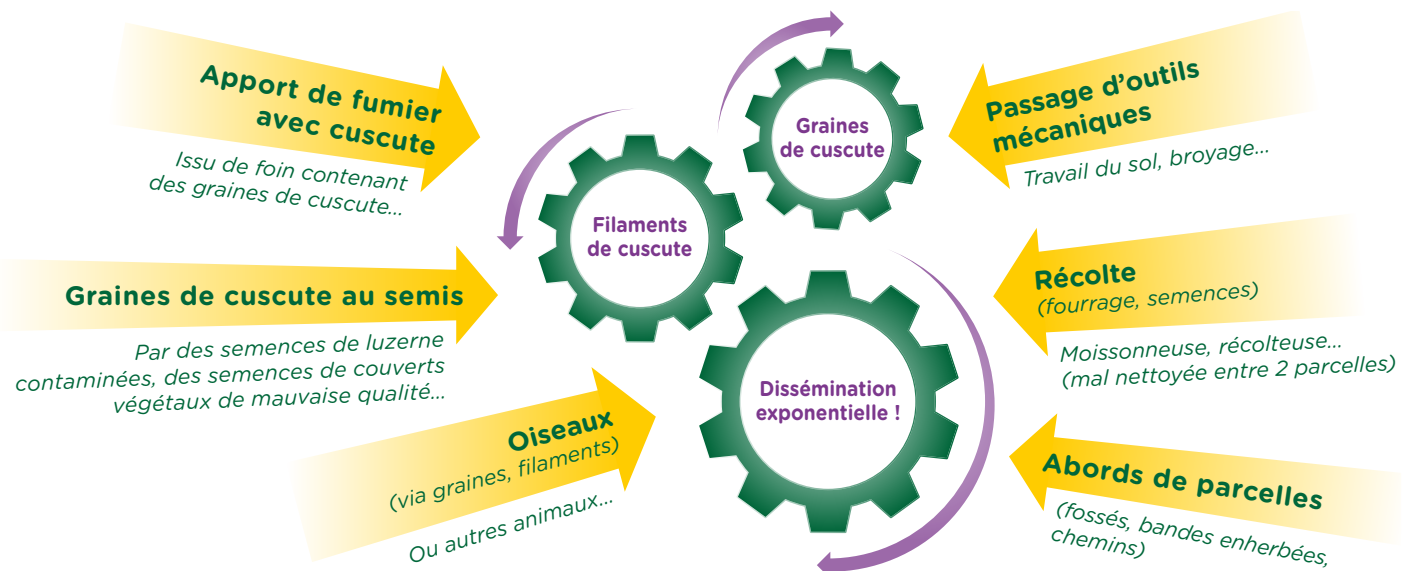 Apport de fumier
avec cuscute
Issu de foin contenant
des graines de cuscute...
Graines de cuscute au semis
Par des semences de luzerne
contaminées, des semences de couverts
végétaux de mauvaise qualité...
Oiseaux
(via graines, filaments)
Ou autres animaux...
Filaments
de cuscute
Graines
de cuscute
Dissémination
exponentielle !
Passage d’outils
mécaniques
Travail du sol, broyage...
Récolte
(fourrage, semences)
Moissonneuse, récolteuse...
(mal nettoyée entre 2 parcelles)
Abords de parcelles
(fossés, bandes enherbées,
chemins)